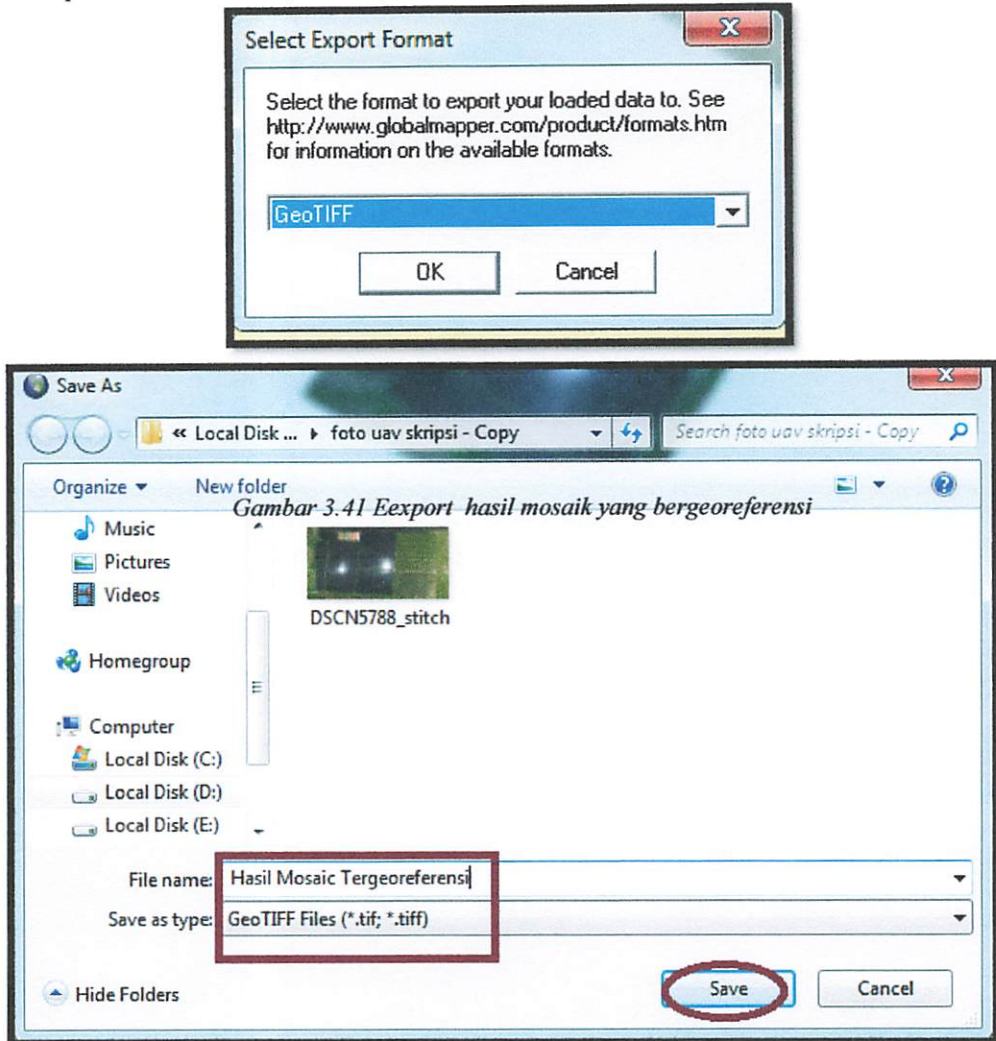 Select Export Format
x
Select the format to export your loaded data to. See
http://www.globalmapper.com/product/formats.htm
for information on the available formats.
GeoTIFF
OK Cancel
Save As
x
« Local Disk ... ▸ foto uav skripsi - Copy
Search foto uav skripsi - Copy
Organize ▾ New folder
Gambar 3.41 Eexport hasil mosaik yang bergeoreferensi
Music
Pictures
Videos
DSCN5788_stitch
Homegroup
Computer
Local Disk (C:)
Local Disk (D:)
Local Disk (E:)
File name: Hasil Mosaic Tergeoreferensi
Save as type: GeoTIFF Files (*.tif; *.tiff)
Hide Folders
Save Cancel